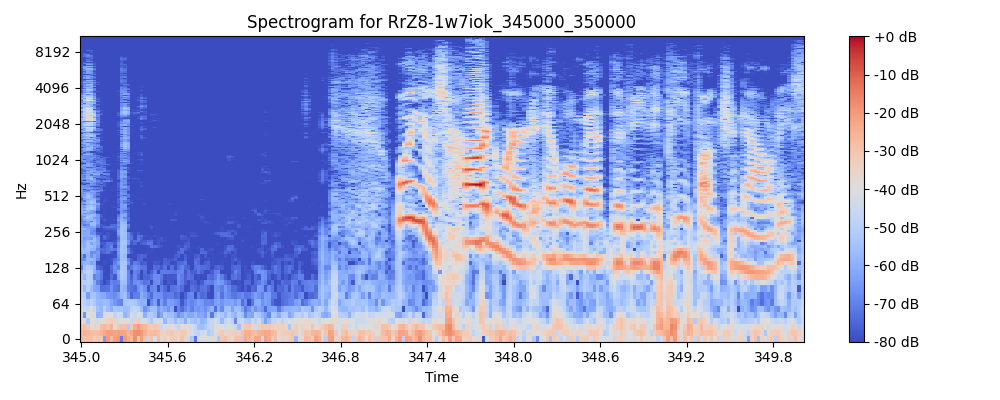 Spectrogram for RrZ8-1w7iok_345000_350000
8192
4096
2048
1024
512
256
128
64
0
Hz
345.0 345.6 346.2 346.8 347.4 348.0 348.6 349.2 349.8
Time
+0 dB
-10 dB
-20 dB
-30 dB
-40 dB
-50 dB
-60 dB
-70 dB
-80 dB